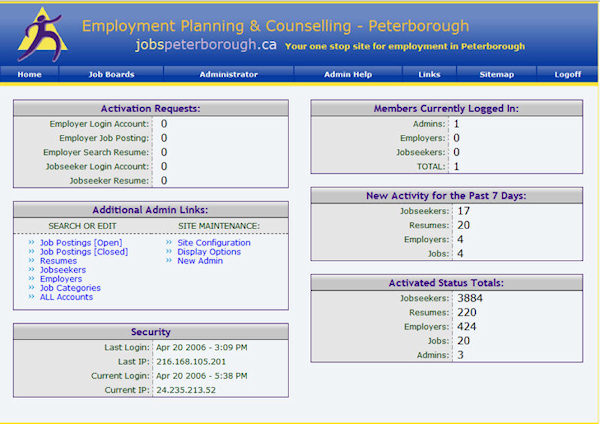 Employment Planning & Counselling - Peterborough
jobspeterborough.ca Your one stop site for employment in Peterborough
Home Job Boards Administrator Admin Help Links Sitemap Logoff
Activation Requests:
Employer Login Account: 0
Employer Job Posting: 0
Employer Search Resume: 0
Jobseeker Login Account: 0
Jobseeker Resume: 0
Additional Admin Links:
SEARCH OR EDIT SITE MAINTENANCE:
›› Job Postings [Open] ›› Site Configuration
›› Job Postings [Closed] ›› Display Options
›› Resumes ›› New Admin
›› Jobseekers
›› Employers
›› Job Categories
›› ALL Accounts
Security
Last Login: Apr 20 2006 - 3:09 PM
Last IP: 216.168.105.201
Current Login: Apr 20 2006 - 5:38 PM
Current IP: 24.235.213.52
Members Currently Logged In:
Admins: 1
Employers: 0
Jobseekers: 0
TOTAL: 1
New Activity for the Past 7 Days:
Jobseekers: 17
Resumes: 20
Employers: 4
Jobs: 4
Activated Status Totals:
Jobseekers: 3884
Resumes: 220
Employers: 424
Jobs: 20
Admins: 3